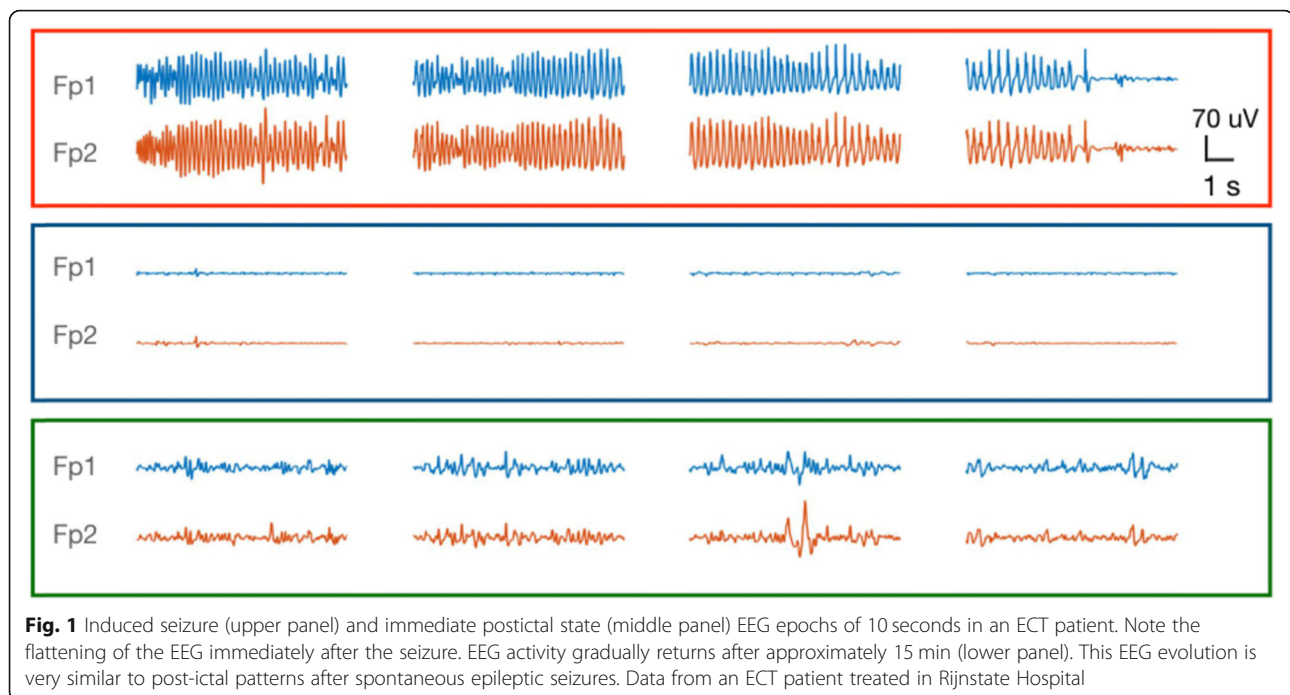 Fp1
Fp2
70 uV
1 s
Fp1
Fp2
Fp1
Fp2
Fig. 1 Induced seizure (upper panel) and immediate postictal state (middle panel) EEG epochs of 10 seconds in an ECT patient. Note the
flattening of the EEG immediately after the seizure. EEG activity gradually returns after approximately 15 min (lower panel). This EEG evolution is
very similar to post-ictal patterns after spontaneous epileptic seizures. Data from an ECT patient treated in Rijnstate Hospital